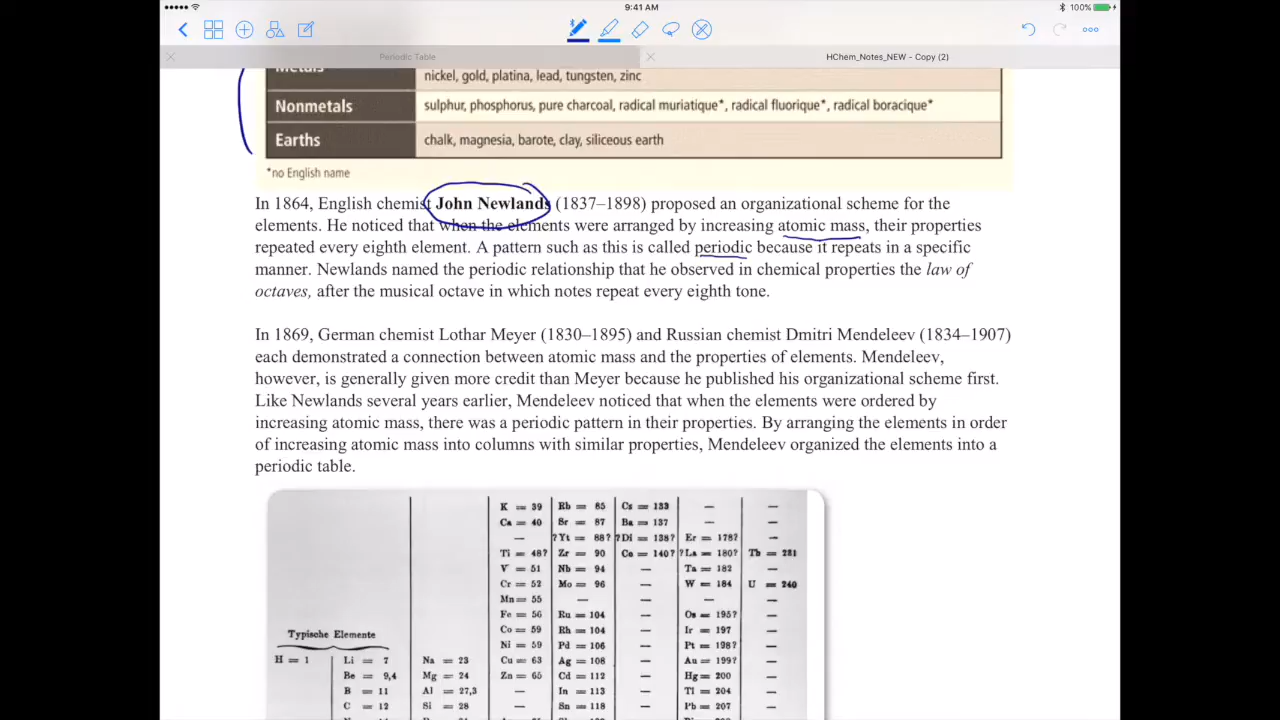 9:41 AM
100%
Periodic Table
HChem_Notes_NEW - Copy (2)
Metals
nickel, gold, platina, lead, tungsten, zinc
Nonmetals
sulphur, phosphorus, pure charcoal, radical muriatique*, radical fluorique*, radical boracique*
Earths
chalk, magnesia, barote, clay, siliceous earth
*no English name
In 1864, English chemist John Newlands (1837–1898) proposed an organizational scheme for the
elements. He noticed that when the elements were arranged by increasing atomic mass, their properties
repeated every eighth element. A pattern such as this is called periodic because it repeats in a specific
manner. Newlands named the periodic relationship that he observed in chemical properties the law of
octaves, after the musical octave in which notes repeat every eighth tone.
In 1869, German chemist Lothar Meyer (1830–1895) and Russian chemist Dmitri Mendeleev (1834–1907)
each demonstrated a connection between atomic mass and the properties of elements. Mendeleev,
however, is generally given more credit than Meyer because he published his organizational scheme first.
Like Newlands several years earlier, Mendeleev noticed that when the elements were ordered by
increasing atomic mass, there was a periodic pattern in their properties. By arranging the elements in order
of increasing atomic mass into columns with similar properties, Mendeleev organized the elements into a
periodic table.
K = 39 Rb = 85 Cs = 133 — —
Ca = 40 Sr = 87 Ba = 137 — —
— ?Yt = 88? ?Di = 138? Er = 178? —
Ti = 48? Zr = 90 Ce = 140? ?La = 180? Tb = 231
V = 51 Nb = 94 — Ta = 182 —
Cr = 52 Mo = 96 — W = 184 U = 240
Mn = 55 — — — —
Fe = 56 Ru = 104 — Os = 195? —
Co = 59 Rh = 104 — Ir = 197 —
Typische Elemente
Ni = 59 Pd = 106 — Pt = 198? —
H = 1 Li = 7 Na = 23 Cu = 63 Ag = 108 — Au = 199? —
Be = 9,4 Mg = 24 Zn = 65 Cd = 112 — Hg = 200 —
B = 11 Al = 27,3 — In = 113 — Tl = 204 —
C = 12 Si = 28 — Sn = 118 — Pb = 207 —